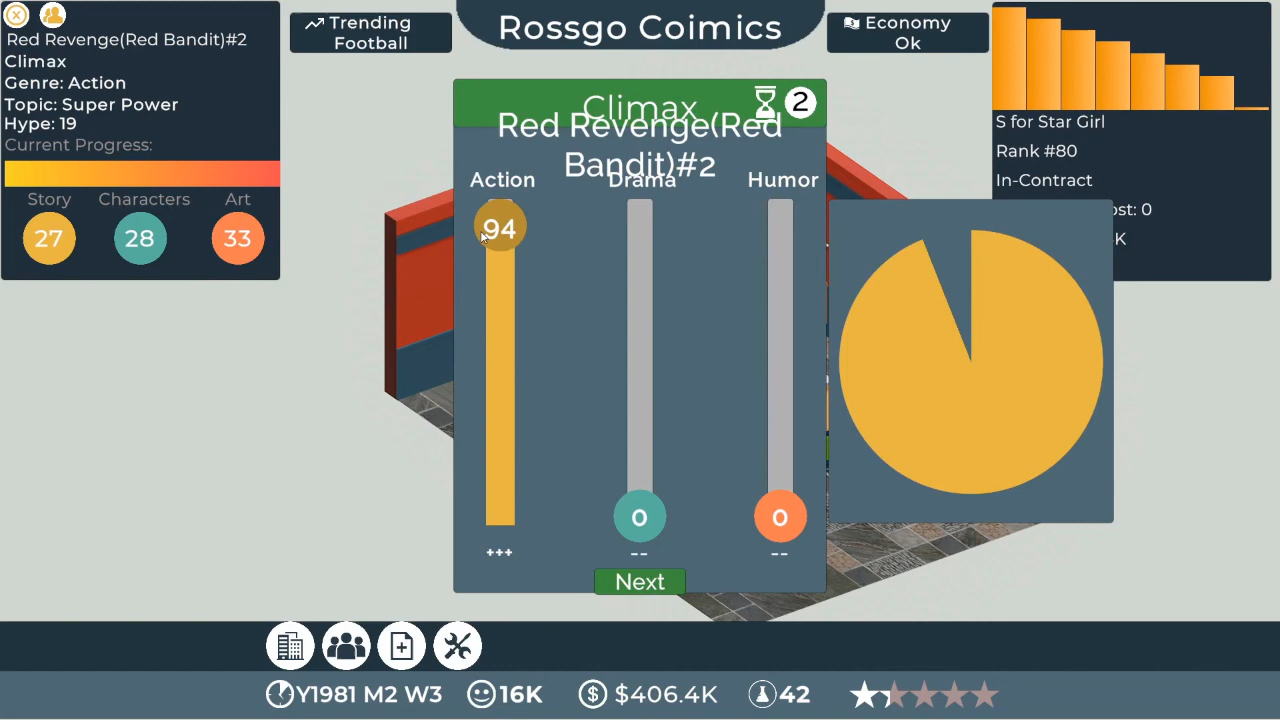 Red Revenge(Red Bandit)#2
Climax
Genre: Action
Topic: Super Power
Hype: 19
Current Progress:
Story Characters Art
27 28 33
Trending
Football
Rossgo Coimics
Economy
Ok
S for Star Girl
Rank #80
In-Contract
ost: 0
K
Climax
2
Red Revenge(Red
Bandit)#2
Action Drama Humor
94
0 0
+++ -- --
Next
Y1981 M2 W3 16K $406.4K 42